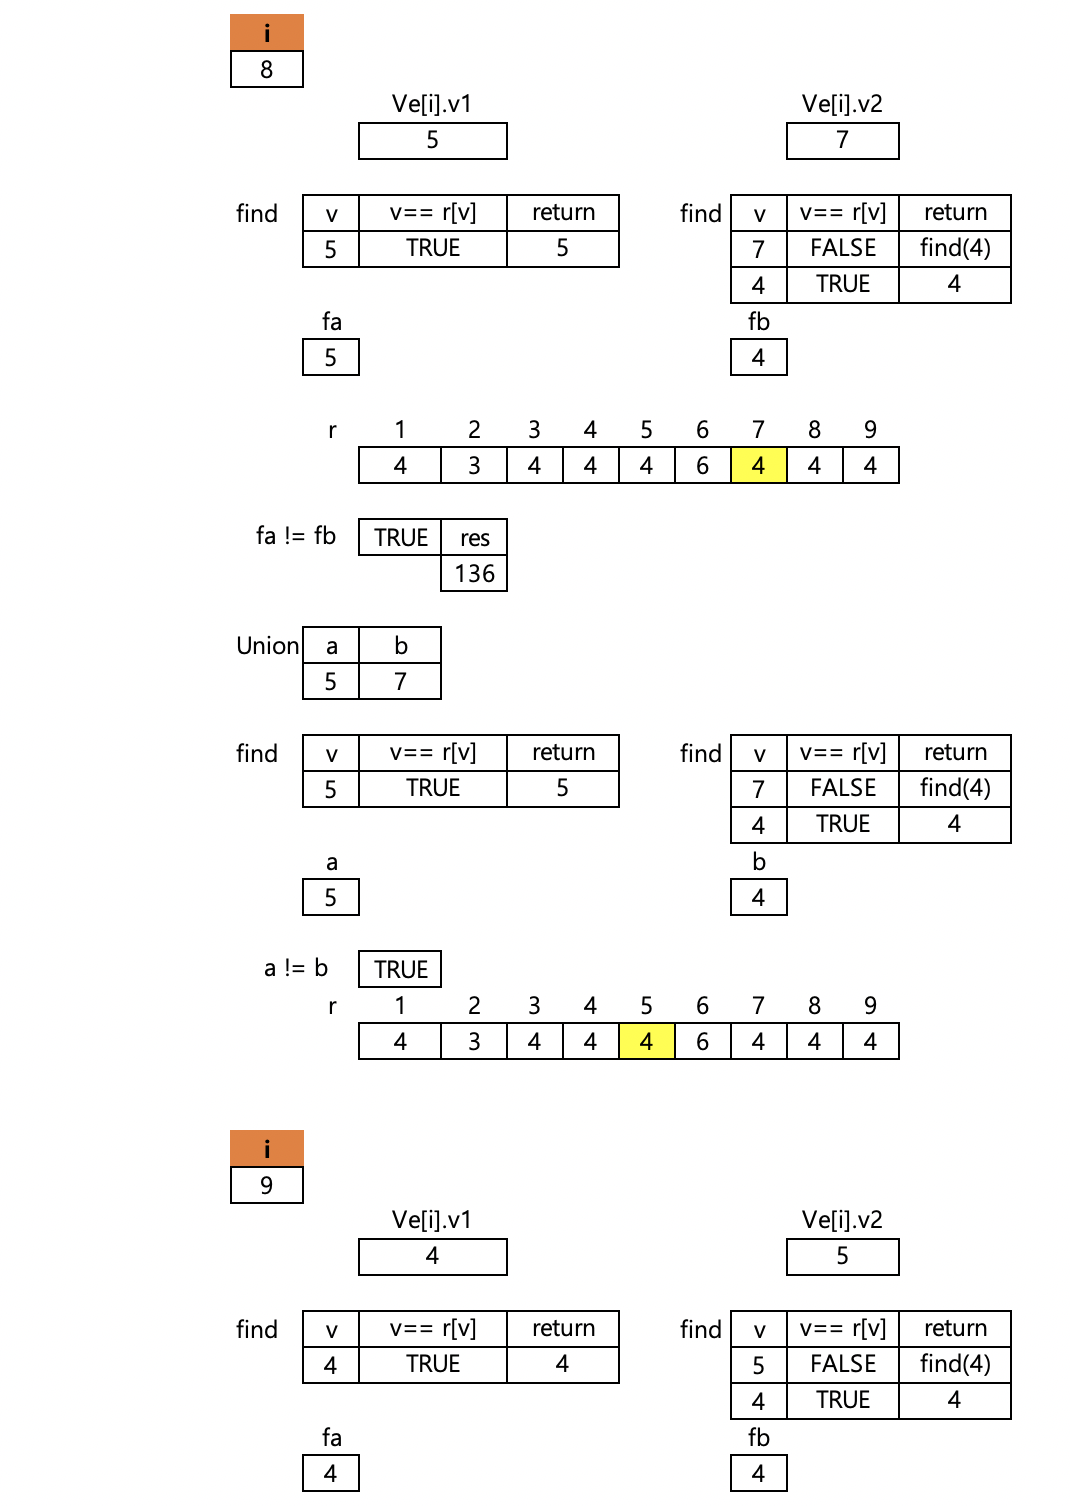 i
8
Ve[i].v1 Ve[i].v2
5 7
find v v== r[v] return find v v== r[v] return
5 TRUE 5 7 FALSE find(4)
4 TRUE 4
fa fb
5 4
r 1 2 3 4 5 6 7 8 9
4 3 4 4 4 6 4 4 4
fa != fb TRUE res
136
Union a b
5 7
find v v== r[v] return find v v== r[v] return
5 TRUE 5 7 FALSE find(4)
4 TRUE 4
a b
5 4
a != b TRUE
r 1 2 3 4 5 6 7 8 9
4 3 4 4 4 6 4 4 4
i
9
Ve[i].v1 Ve[i].v2
4 5
find v v== r[v] return find v v== r[v] return
4 TRUE 4 5 FALSE find(4)
4 TRUE 4
fa fb
4 4